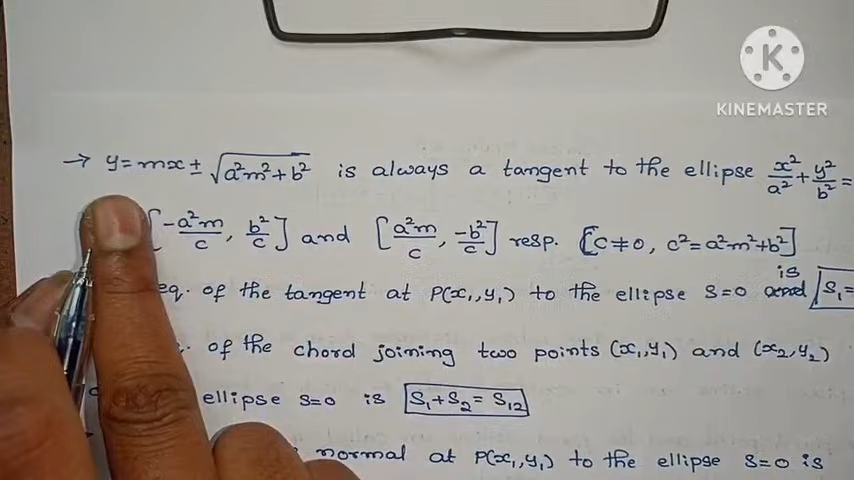 KINEMASTER
→ y = mx ± √(a²m² + b²) is always a tangent to the ellipse x²/a² + y²/b² =
[-a²m/c, b²/c] and [a²m/c, -b²/c] resp. [c ≠ 0, c² = a²m² + b²]
eq. of the tangent at P(x₁, y₁) to the ellipse S=0 is S₁ =
of the chord joining two points (x₁, y₁) and (x₂, y₂)
ellipse S=0 is S₁ + S₂ = S₁₂
normal at P(x₁, y₁) to the ellipse S=0 is